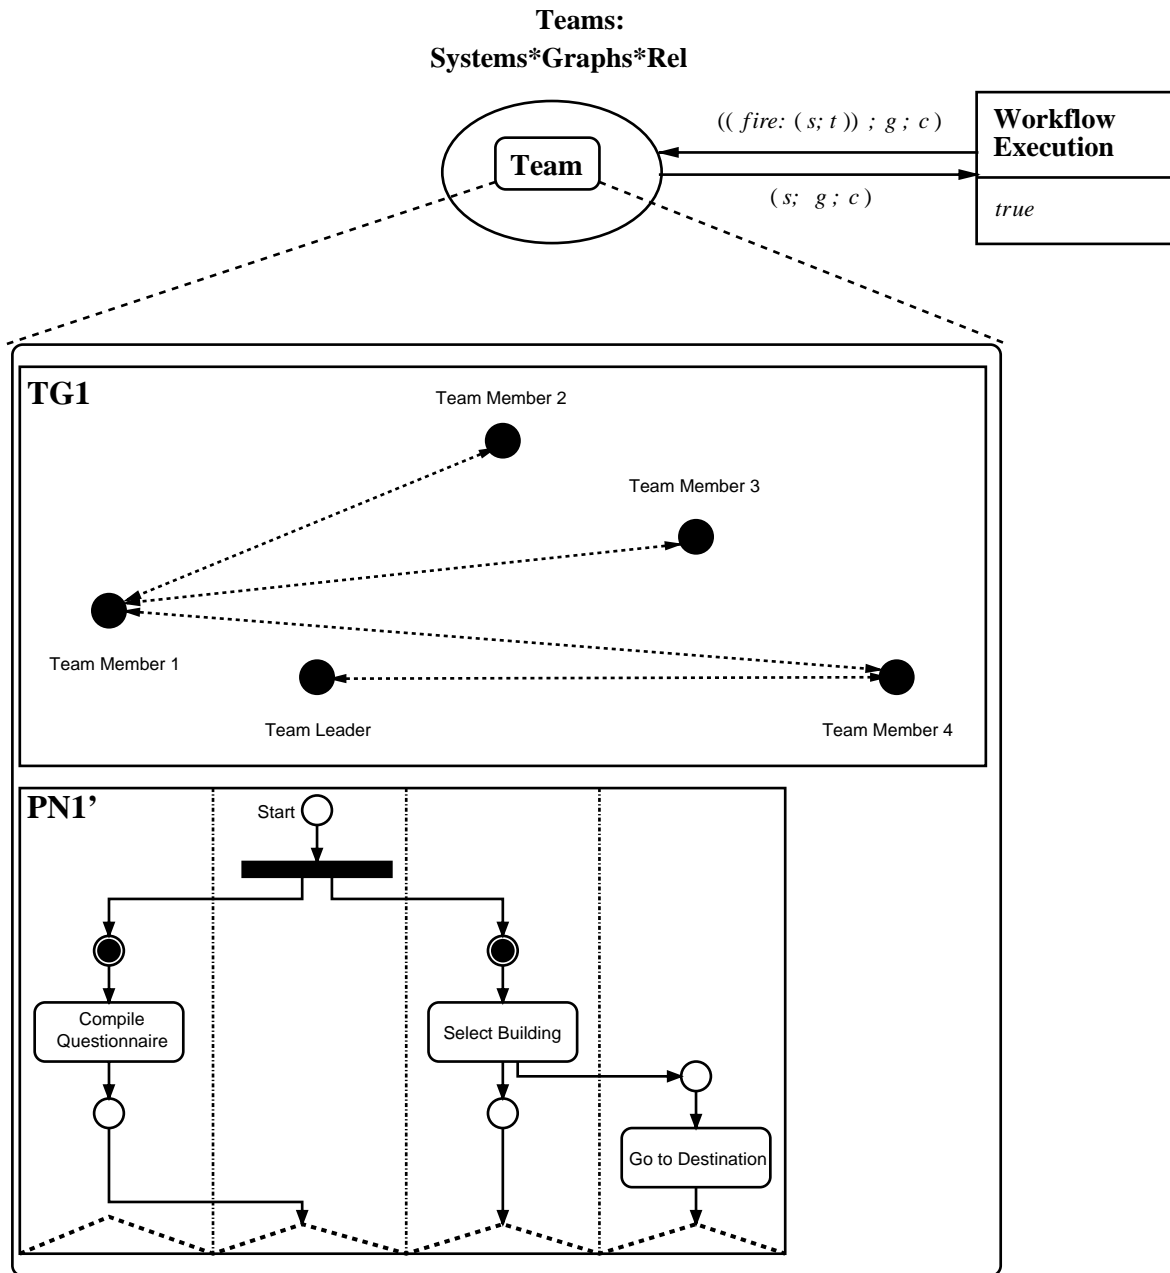 Teams:
Systems*Graphs*Rel
(( fire: ( s; t )) ; g ; c )
Workflow
Execution
Team
( s; g ; c )
true
TG1
Team Member 2
Team Member 3
Team Member 1
Team Leader
Team Member 4
PN1’
Start
Compile
Questionnaire
Select Building
Go to Destination